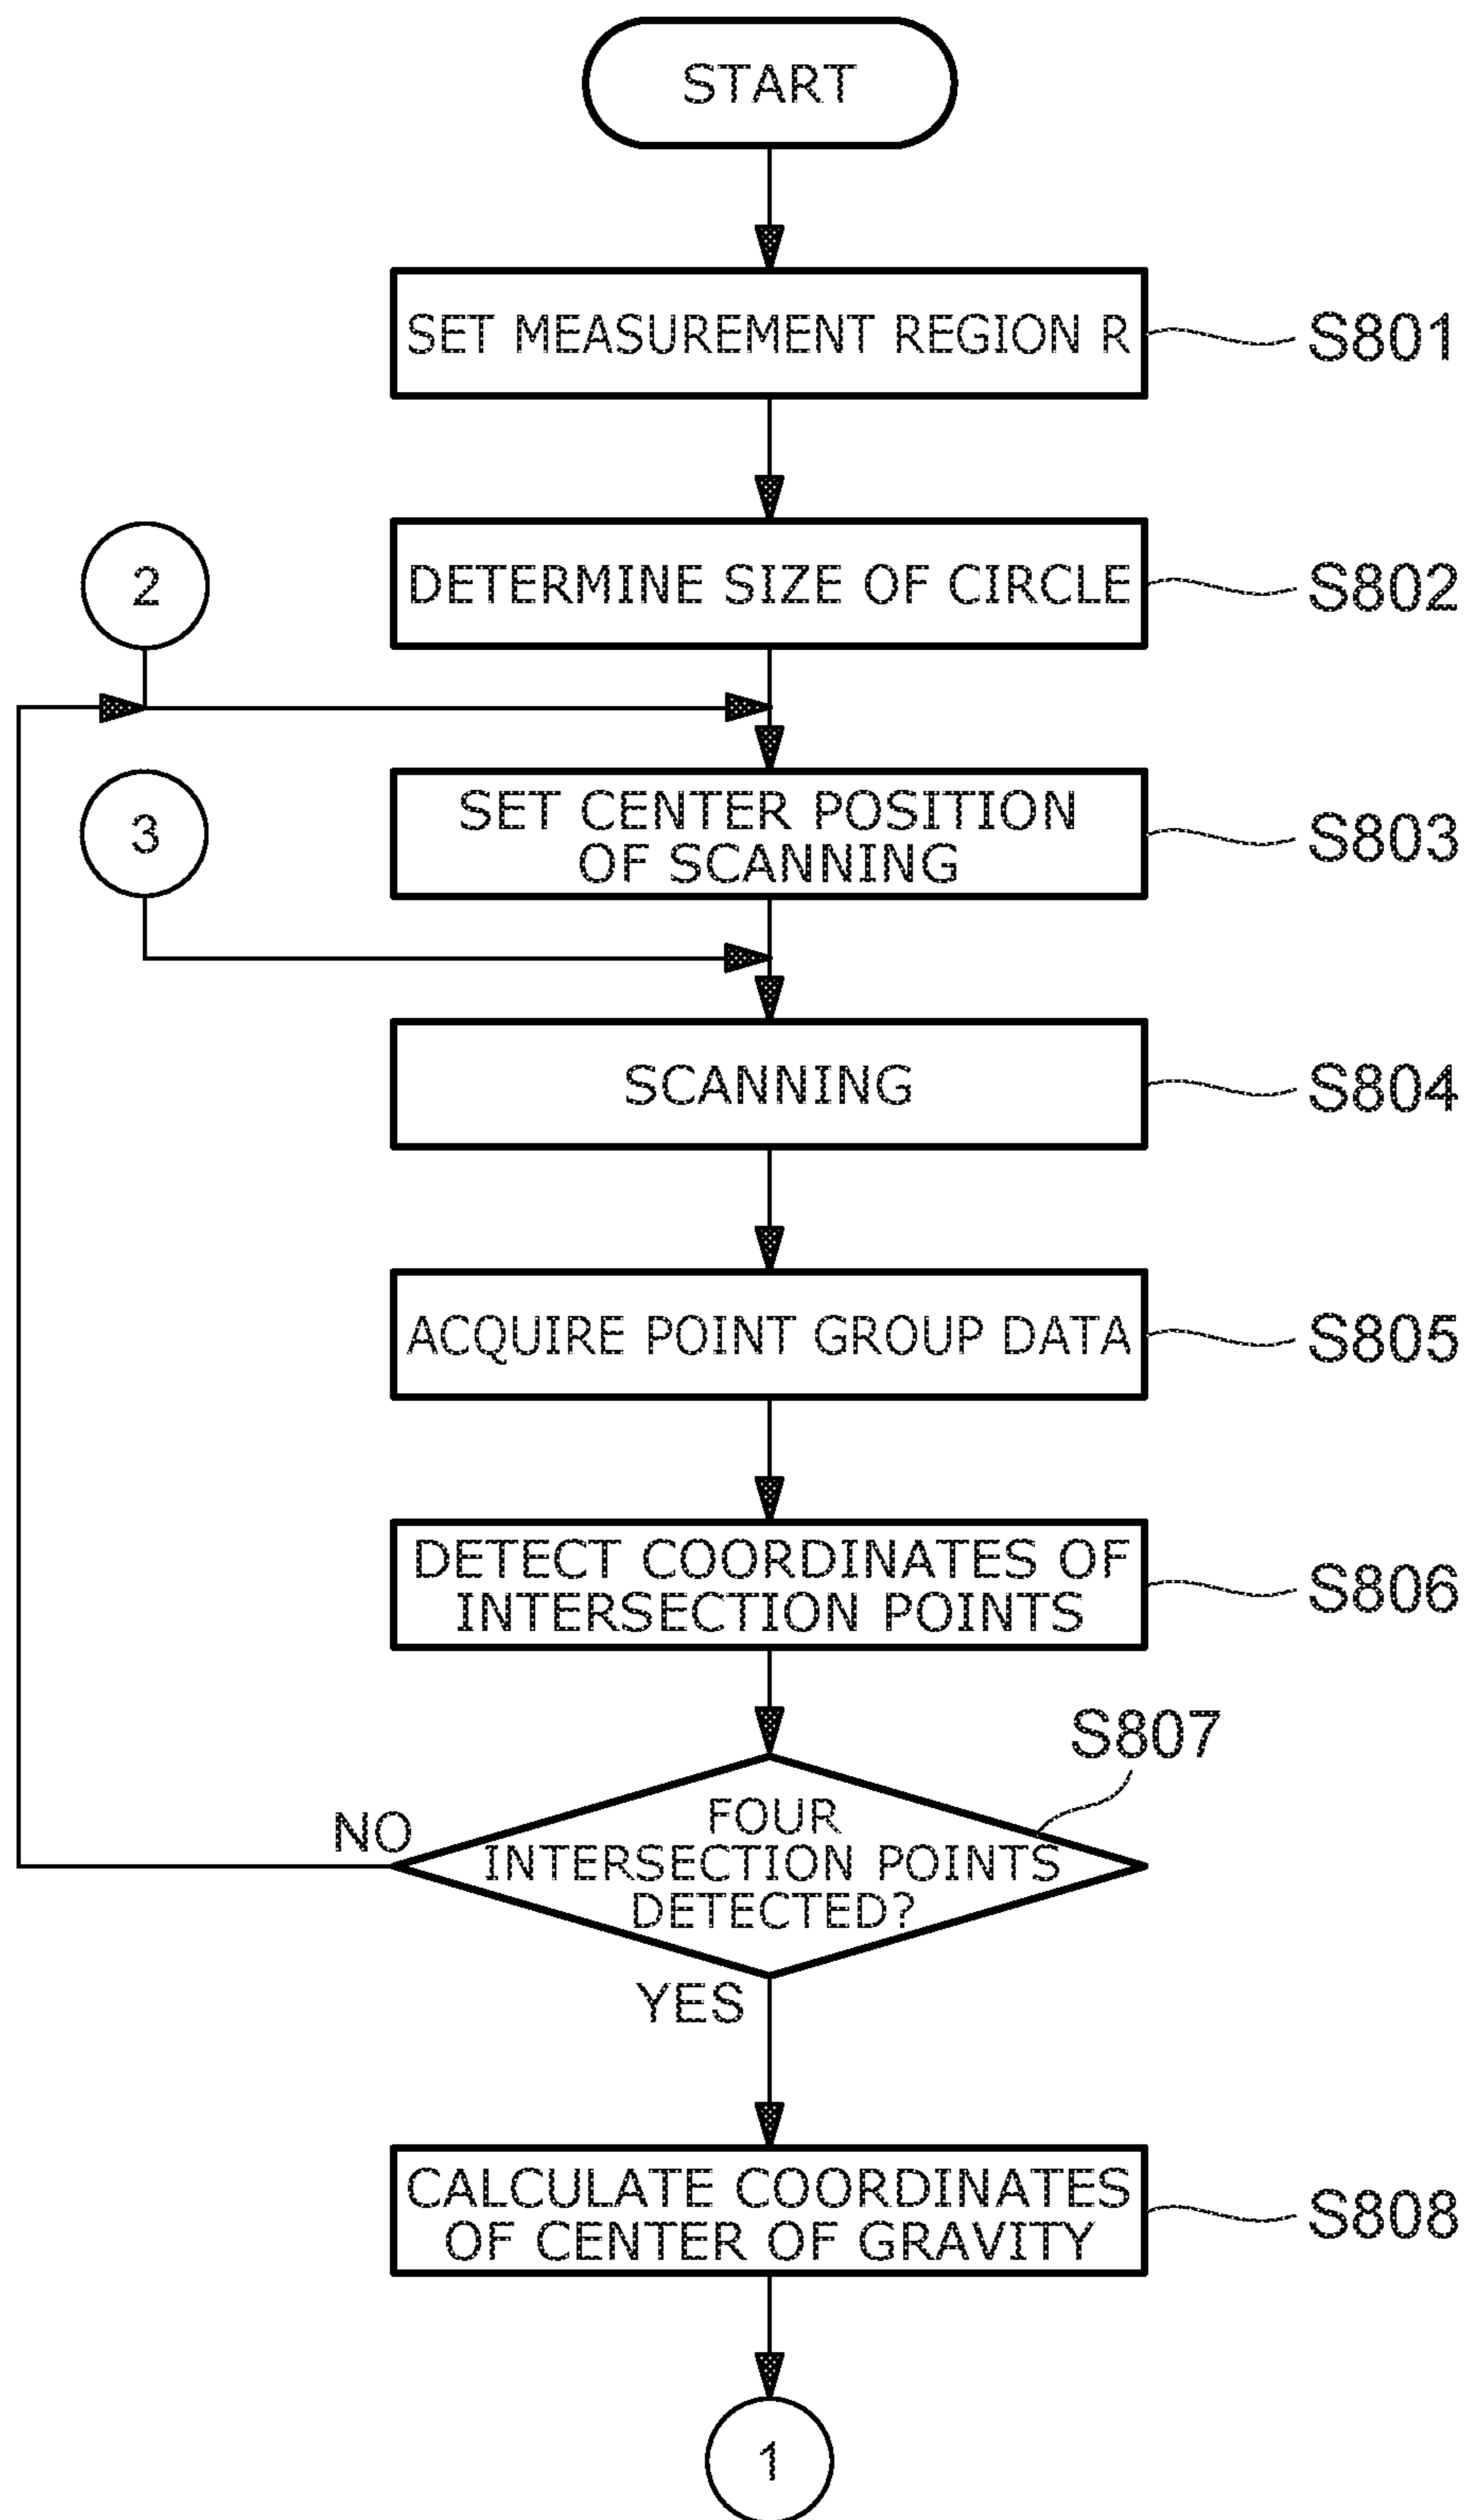 START
SET MEASUREMENT REGION R
S801
2
DETERMINE SIZE OF CIRCLE
S802
3
SET CENTER POSITION
OF SCANNING
S803
SCANNING
S804
ACQUIRE POINT GROUP DATA
S805
DETECT COORDINATES OF
INTERSECTION POINTS
S806
S807
FOUR
INTERSECTION POINTS
DETECTED?
NO
YES
CALCULATE COORDINATES
OF CENTER OF GRAVITY
S808
1